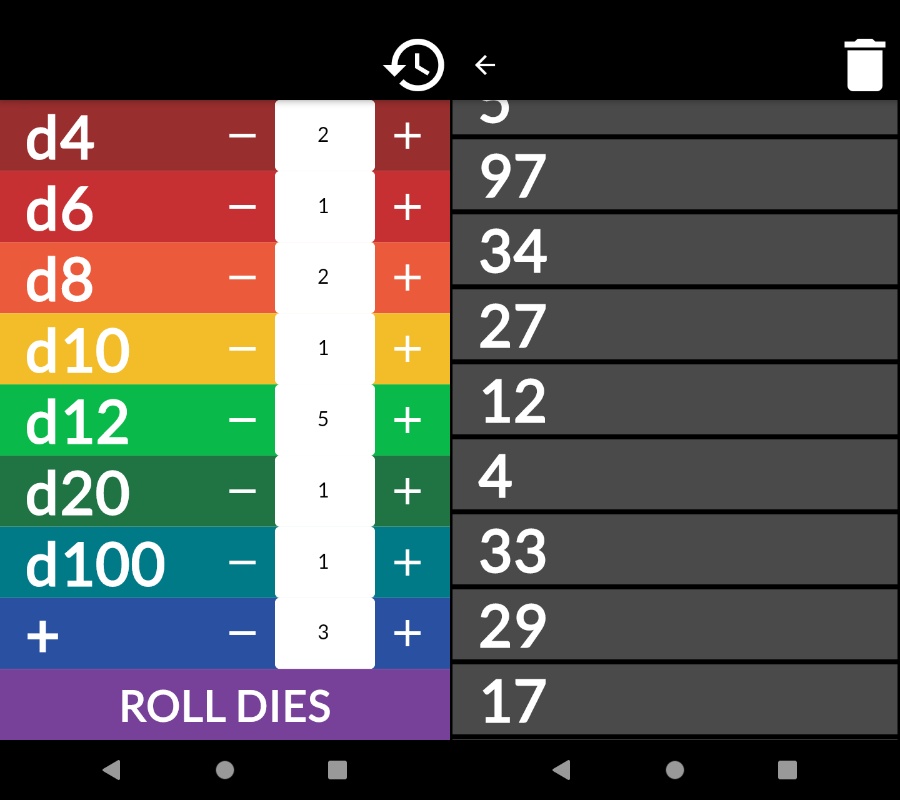 d4 − 2 +
d6 − 1 +
d8 − 2 +
d10 − 1 +
d12 − 5 +
d20 − 1 +
d100 − 1 +
+ − 3 +
ROLL DIES
5
97
34
27
12
4
33
29
17